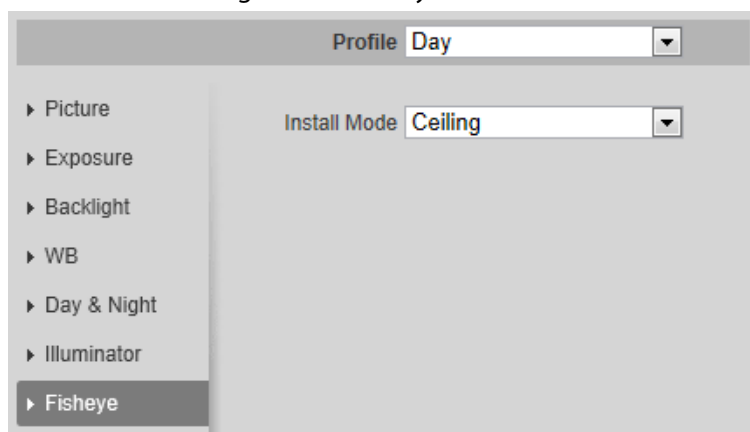 Profile Day
Picture
Install Mode Ceiling
Exposure
Backlight
WB
Day & Night
Illuminator
Fisheye